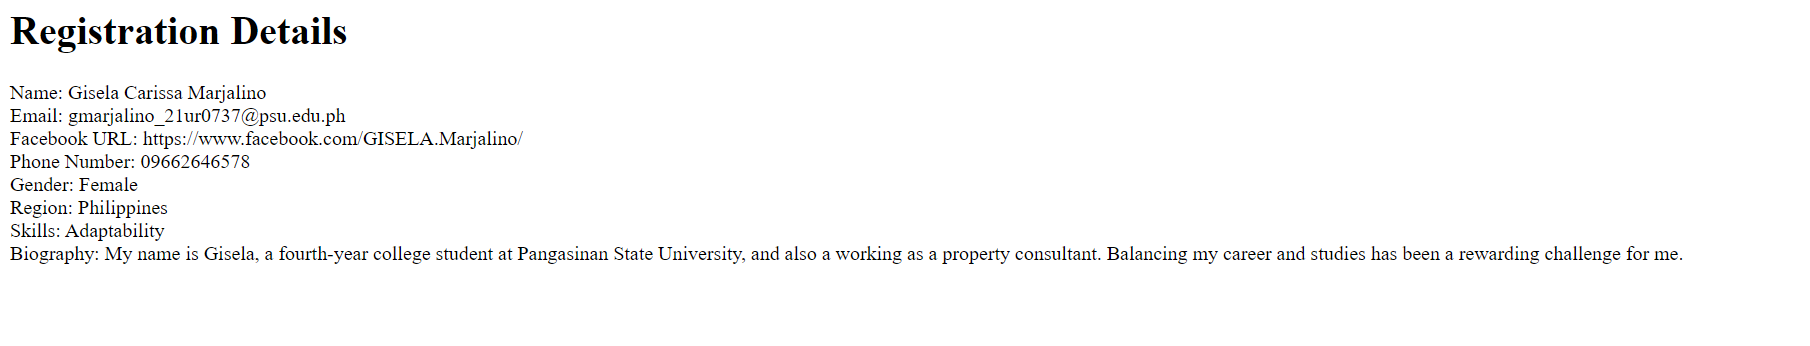 Registration Details
Name: Gisela Carissa Marjalino
Email: gmarjalino_21ur0737@psu.edu.ph
Facebook URL: https://www.facebook.com/GISELA.Marjalino/
Phone Number: 09662646578
Gender: Female
Region: Philippines
Skills: Adaptability
Biography: My name is Gisela, a fourth-year college student at Pangasinan State University, and also a working as a property consultant. Balancing my career and studies has been a rewarding challenge for me.